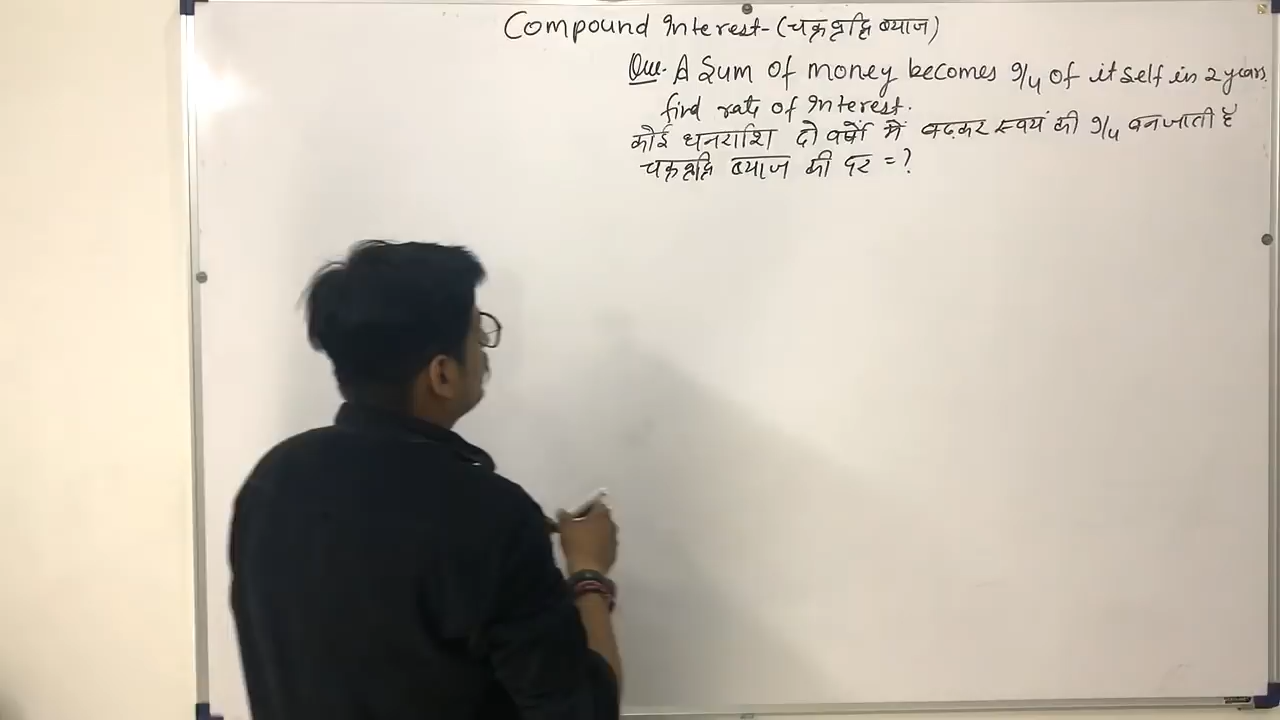 Compound Interest-(चक्रवृद्धि ब्याज)
Que. A Sum of money becomes 9/4 of itself in 2 years.
find rate of Interest.
कोई धनराशि दो वर्षों में बढ़कर स्वयं की 9/4 बन जाती है
चक्रवृद्धि ब्याज की दर =?